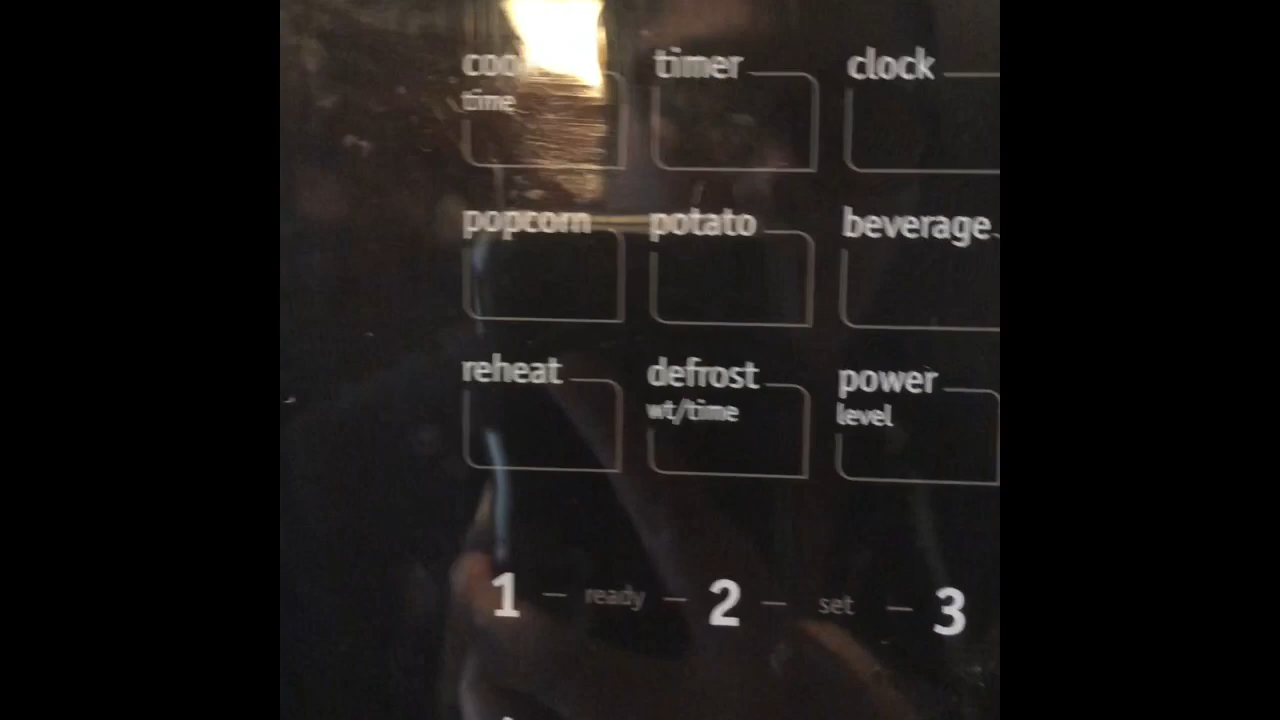 time timer clock
popcorn potato beverage
reheat defrost power
wt/time level
1 – ready – 2 – set – 3